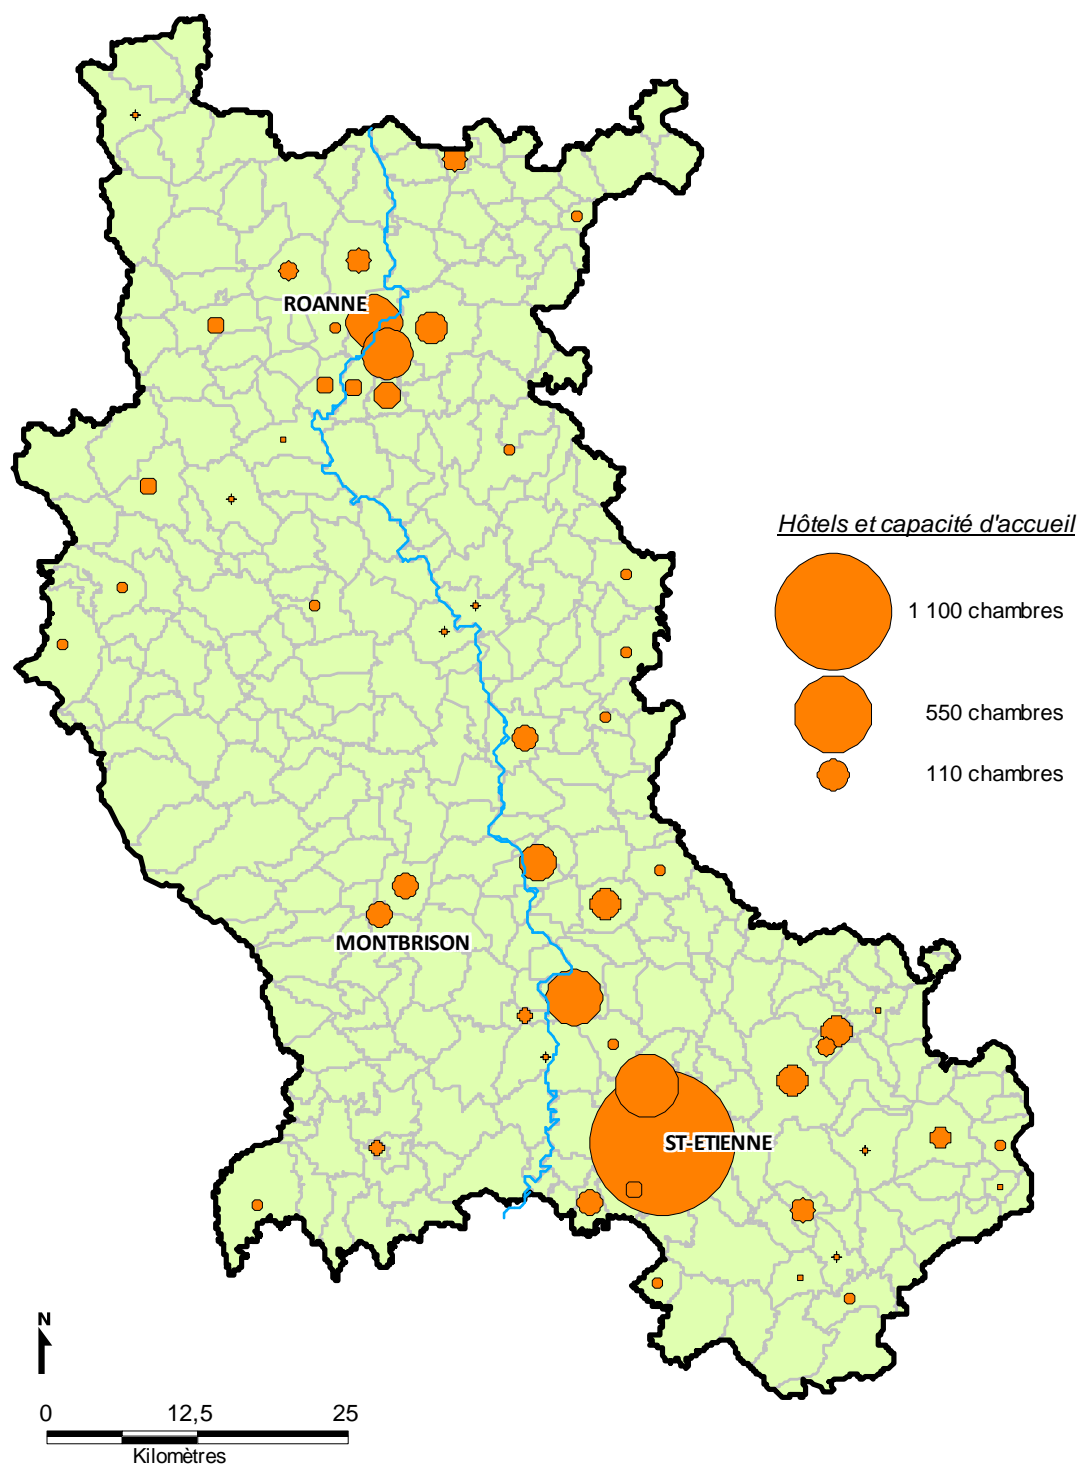 ROANNE
Hôtels et capacité d'accueil
1 100 chambres
550 chambres
110 chambres
MONTBRISON
ST-ETIENNE
N
0 12,5 25
Kilomètres